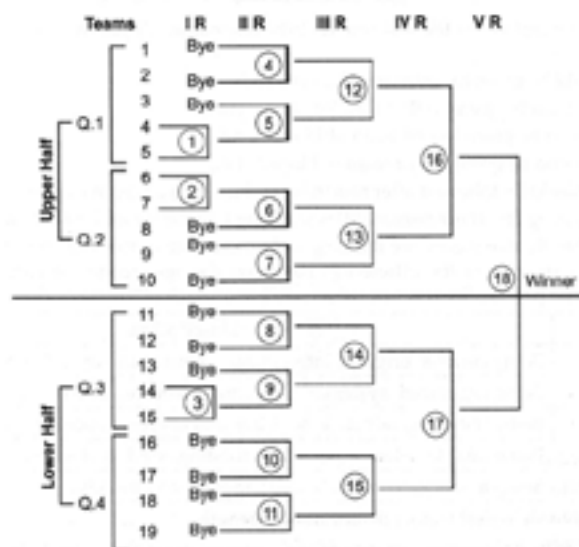 Teams I R II R III R IV R V R
1 Bye
4
2 Bye
12
3 Bye
5
Q.1 4
1
5
16
Upper Half
6
2
7
6
8 Bye
13
Q.2 9 Bye
7
10 Bye
18 Winner
11 Bye
8
12 Bye
14
13 Bye
9
Q.3 14
3
15
17
Lower Half
16 Bye
10
17 Bye
15
18 Bye
Q.4
11
19 Bye